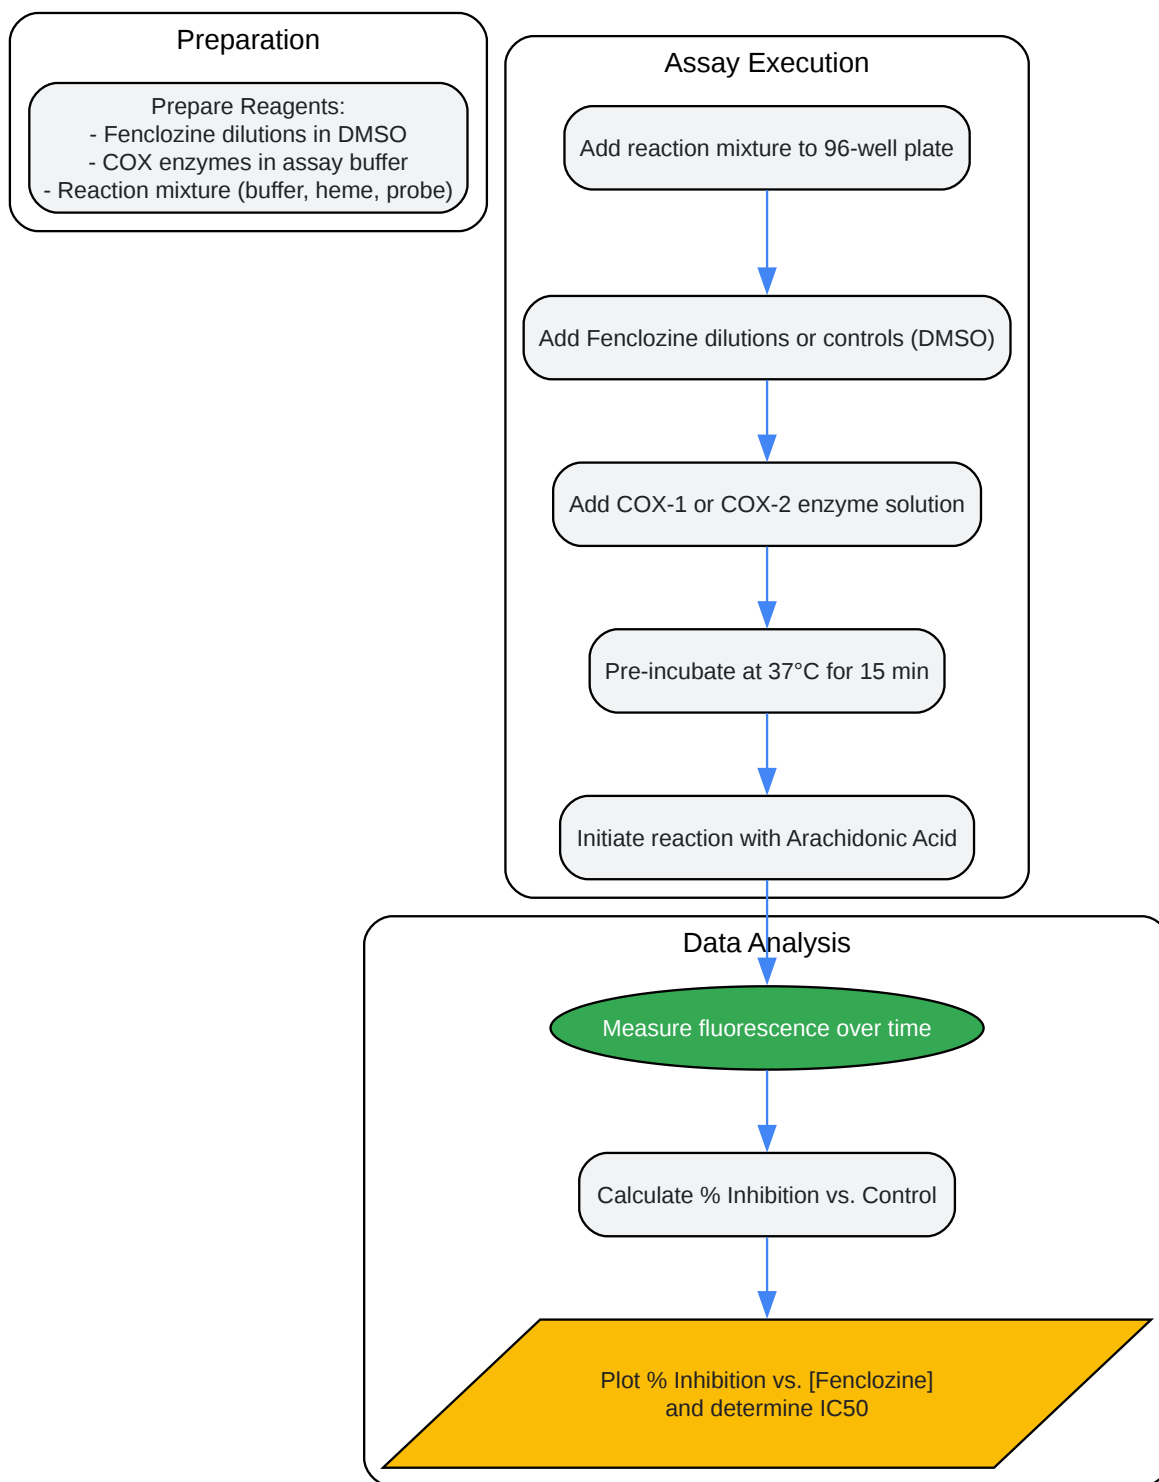 Preparation
Prepare Reagents:
- Fenclozine dilutions in DMSO
- COX enzymes in assay buffer
- Reaction mixture (buffer, heme, probe)
Assay Execution
Add reaction mixture to 96-well plate
Add Fenclozine dilutions or controls (DMSO)
Add COX-1 or COX-2 enzyme solution
Pre-incubate at 37°C for 15 min
Initiate reaction with Arachidonic Acid
Data Analysis
Measure fluorescence over time
Calculate % Inhibition vs. Control
Plot % Inhibition vs. [Fenclozine]
and determine IC50